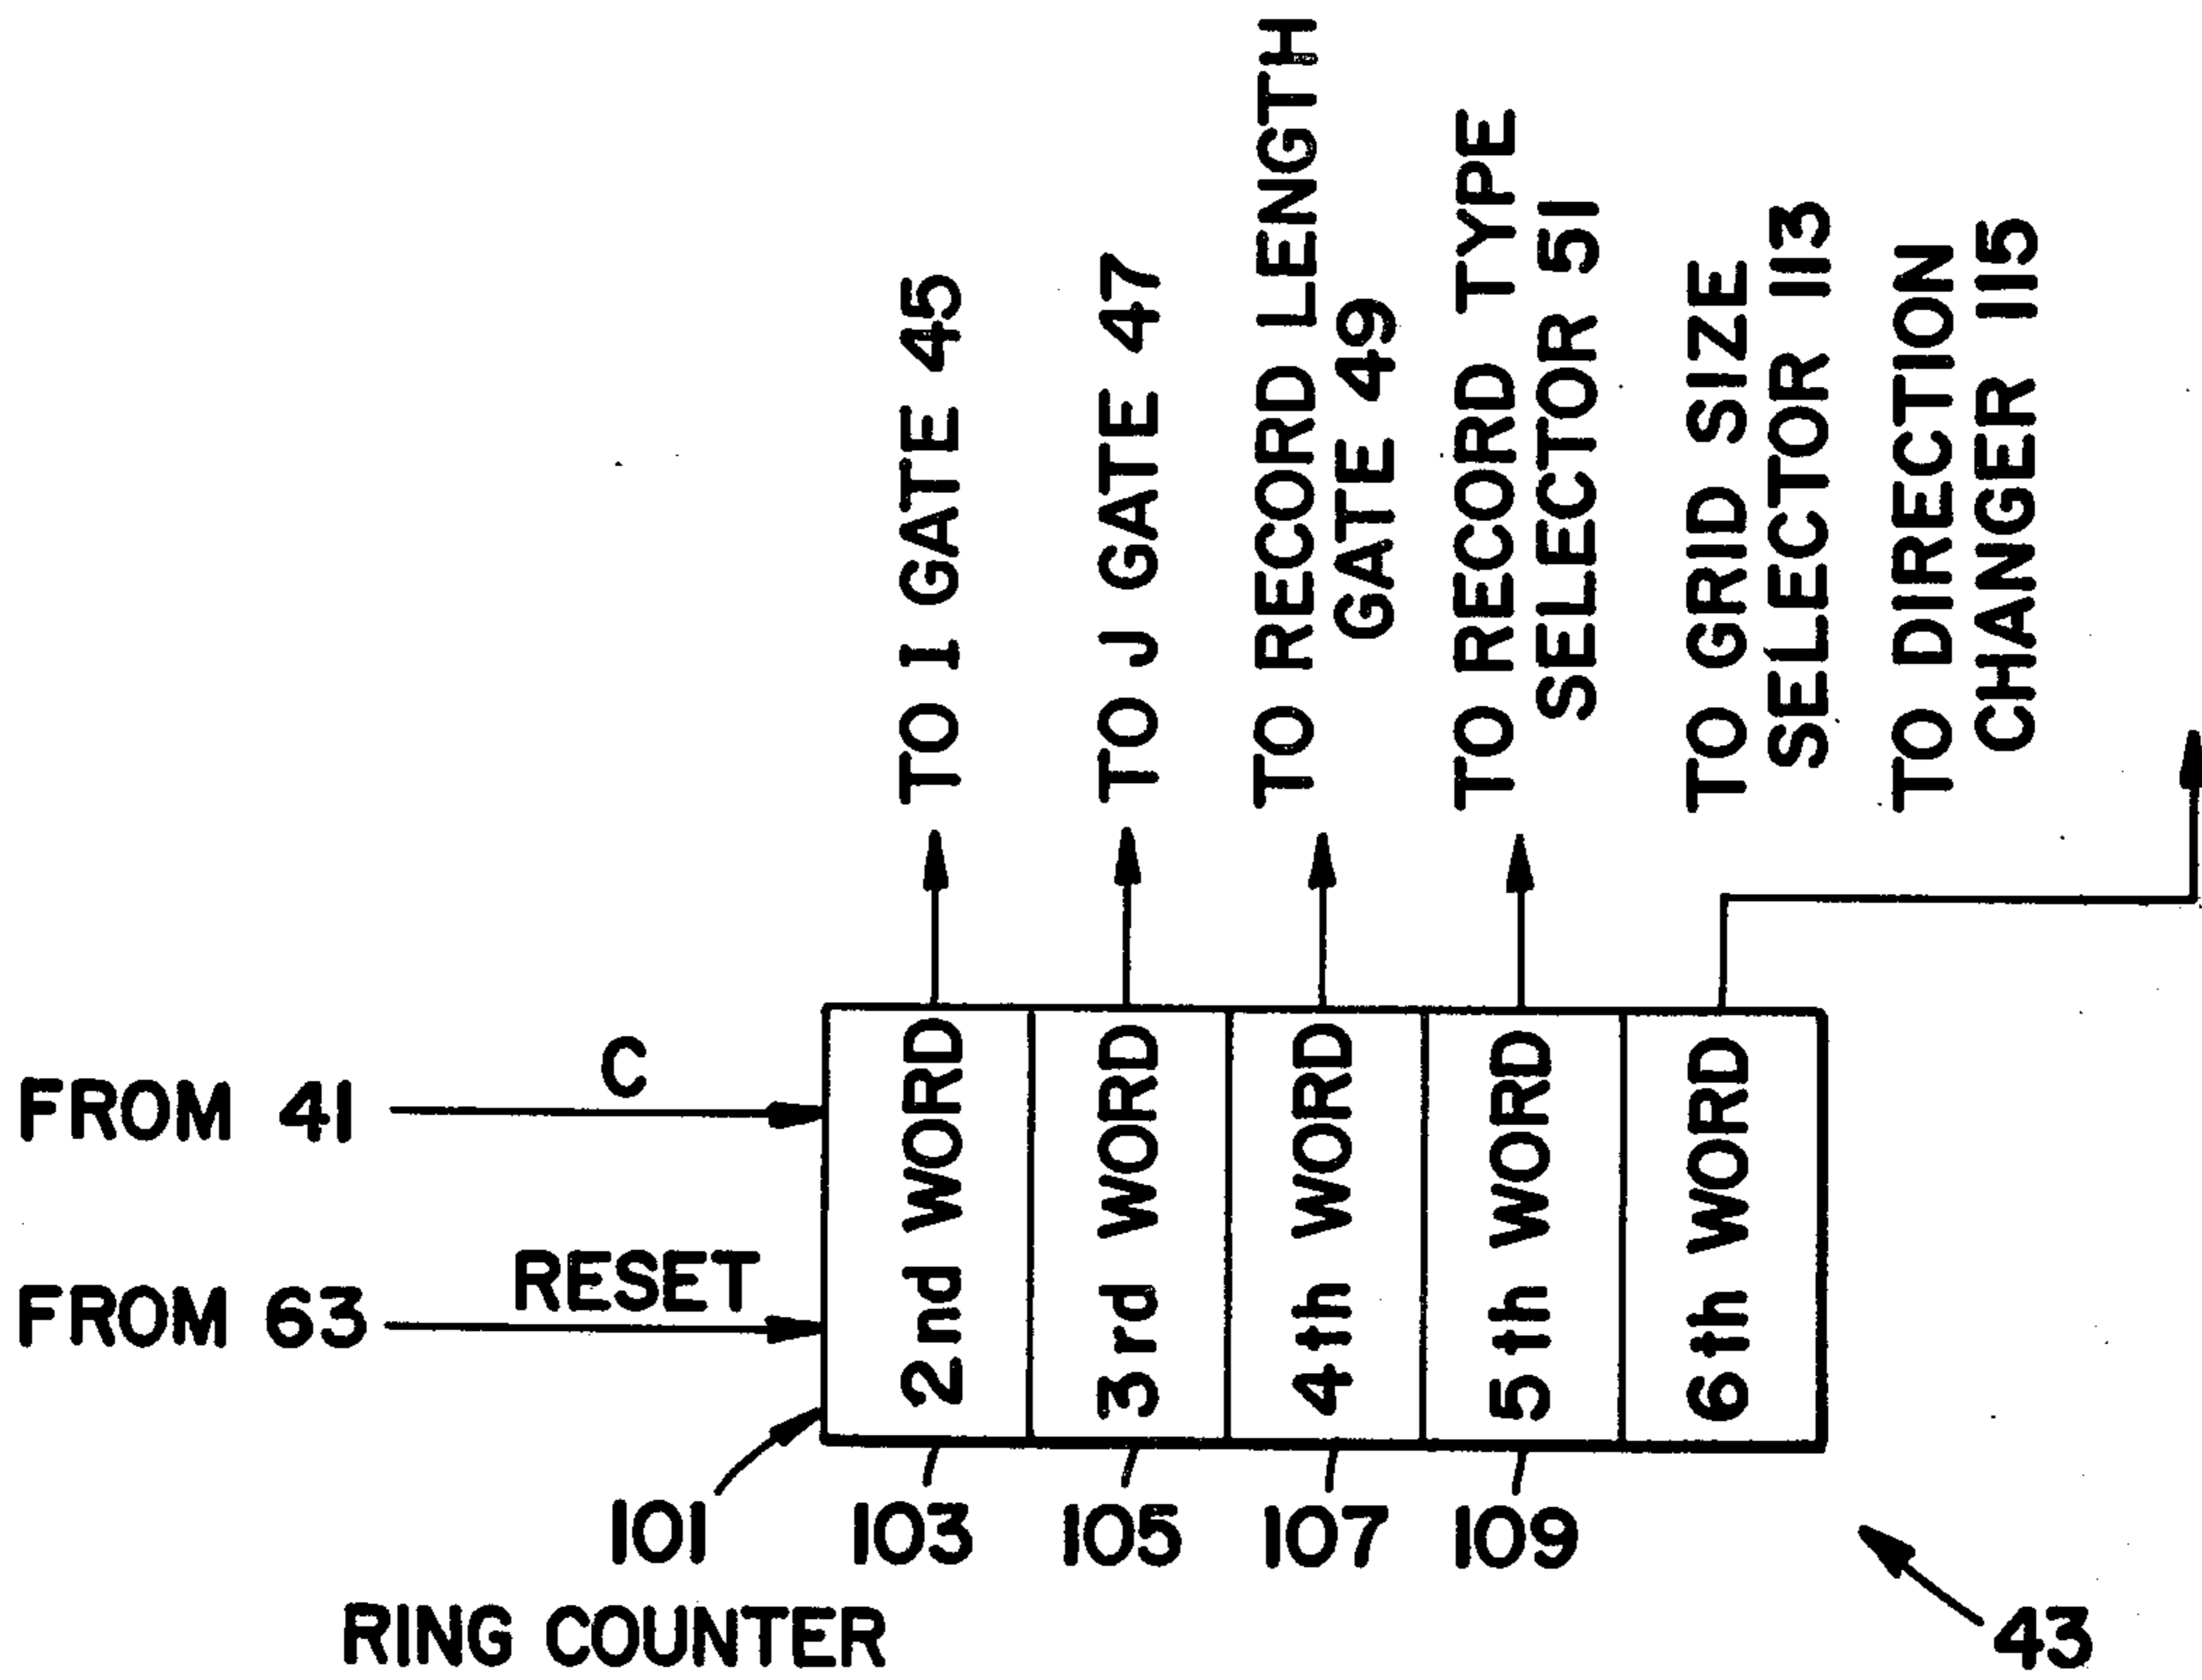 TO I GATE 45
TO J GATE 47
TO RECORD LENGTH
GATE 49
TO RECORD TYPE
SELECTOR 51
TO GRID SIZE
SELECTOR 113
TO DIRECTION
CHANGER 115
FROM 41
C
FROM 63
RESET
2nd WORD
3rd WORD
4th WORD
5th WORD
6th WORD
101
103
105
107
109
RING COUNTER
43